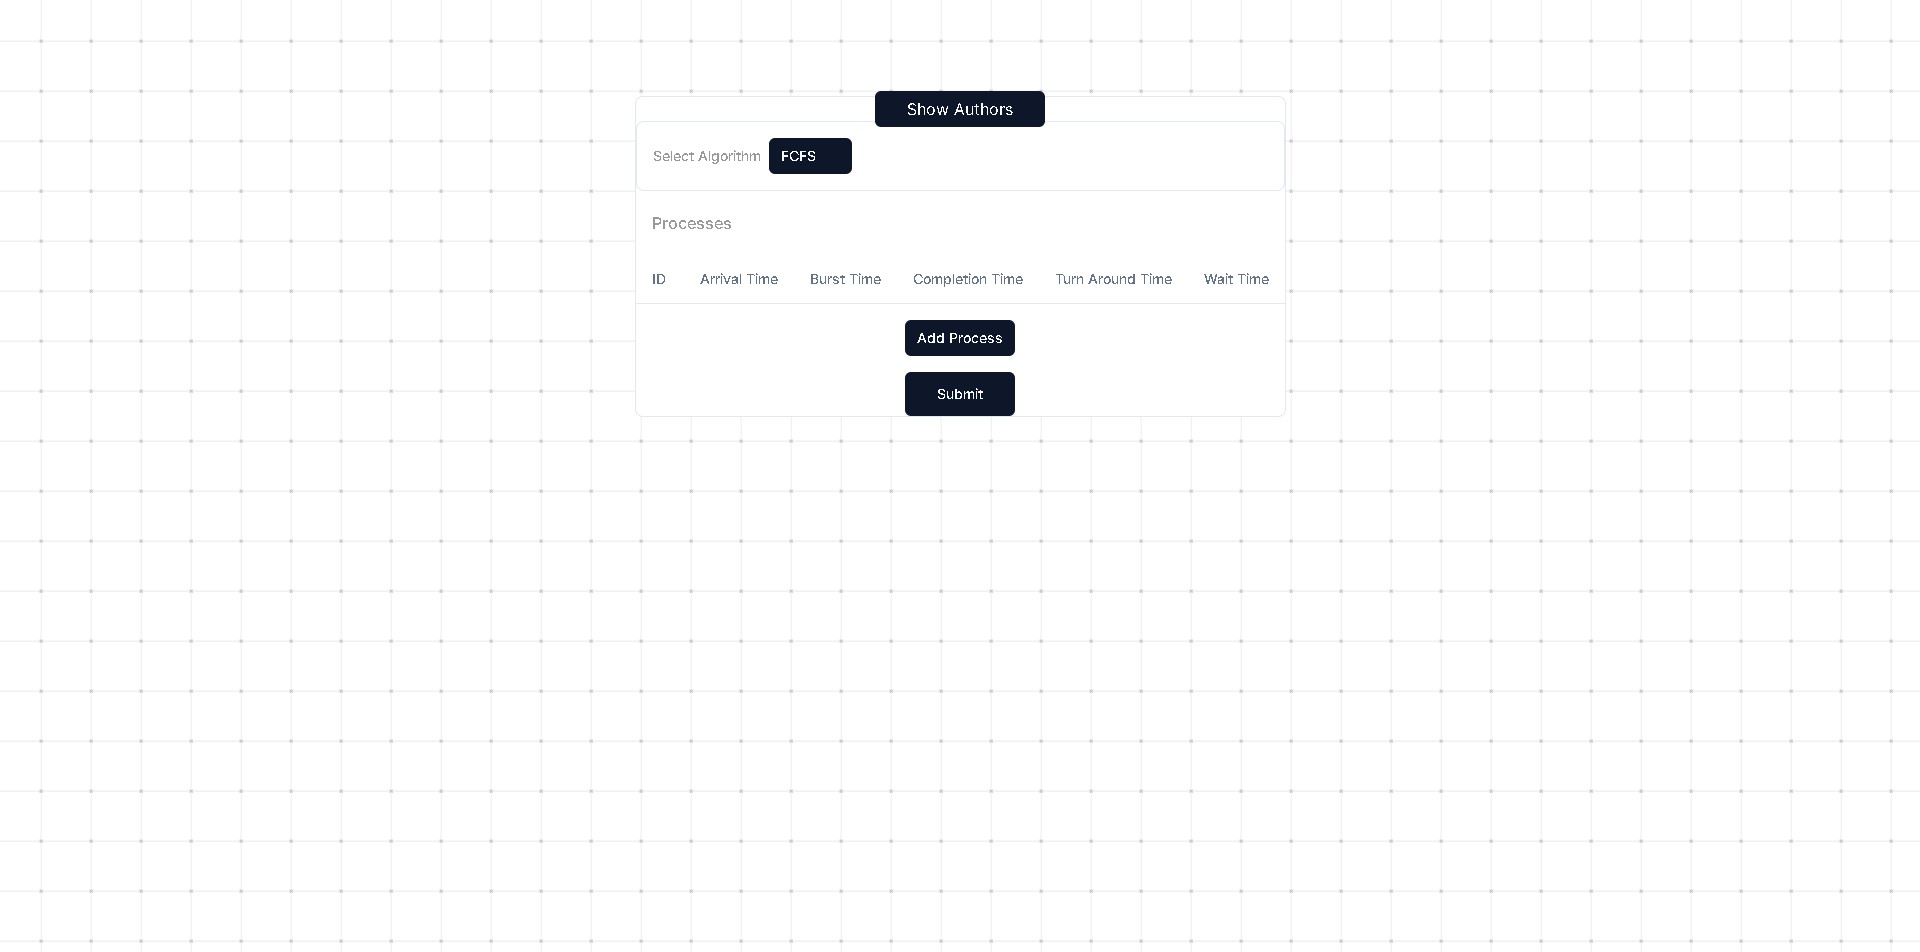 Show Authors
Select Algorithm FCFS
Processes
ID Arrival Time Burst Time Completion Time Turn Around Time Wait Time
Add Process
Submit